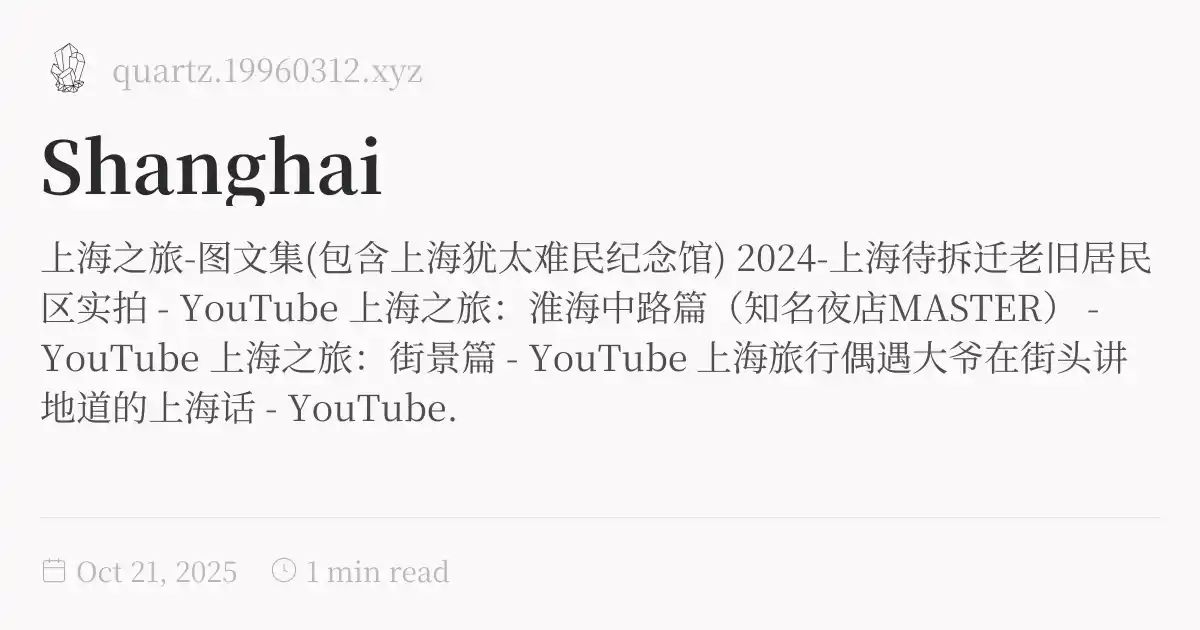 quartz.19960312.xyz
Shanghai
上海之旅-图文集(包含上海犹太难民纪念馆) 2024-上海待拆迁老旧居民
区实拍 - YouTube 上海之旅：淮海中路篇（知名夜店MASTER） -
YouTube 上海之旅：街景篇 - YouTube 上海旅行偶遇大爷在街头讲
地道的上海话 - YouTube.
Oct 21, 2025 1 min read